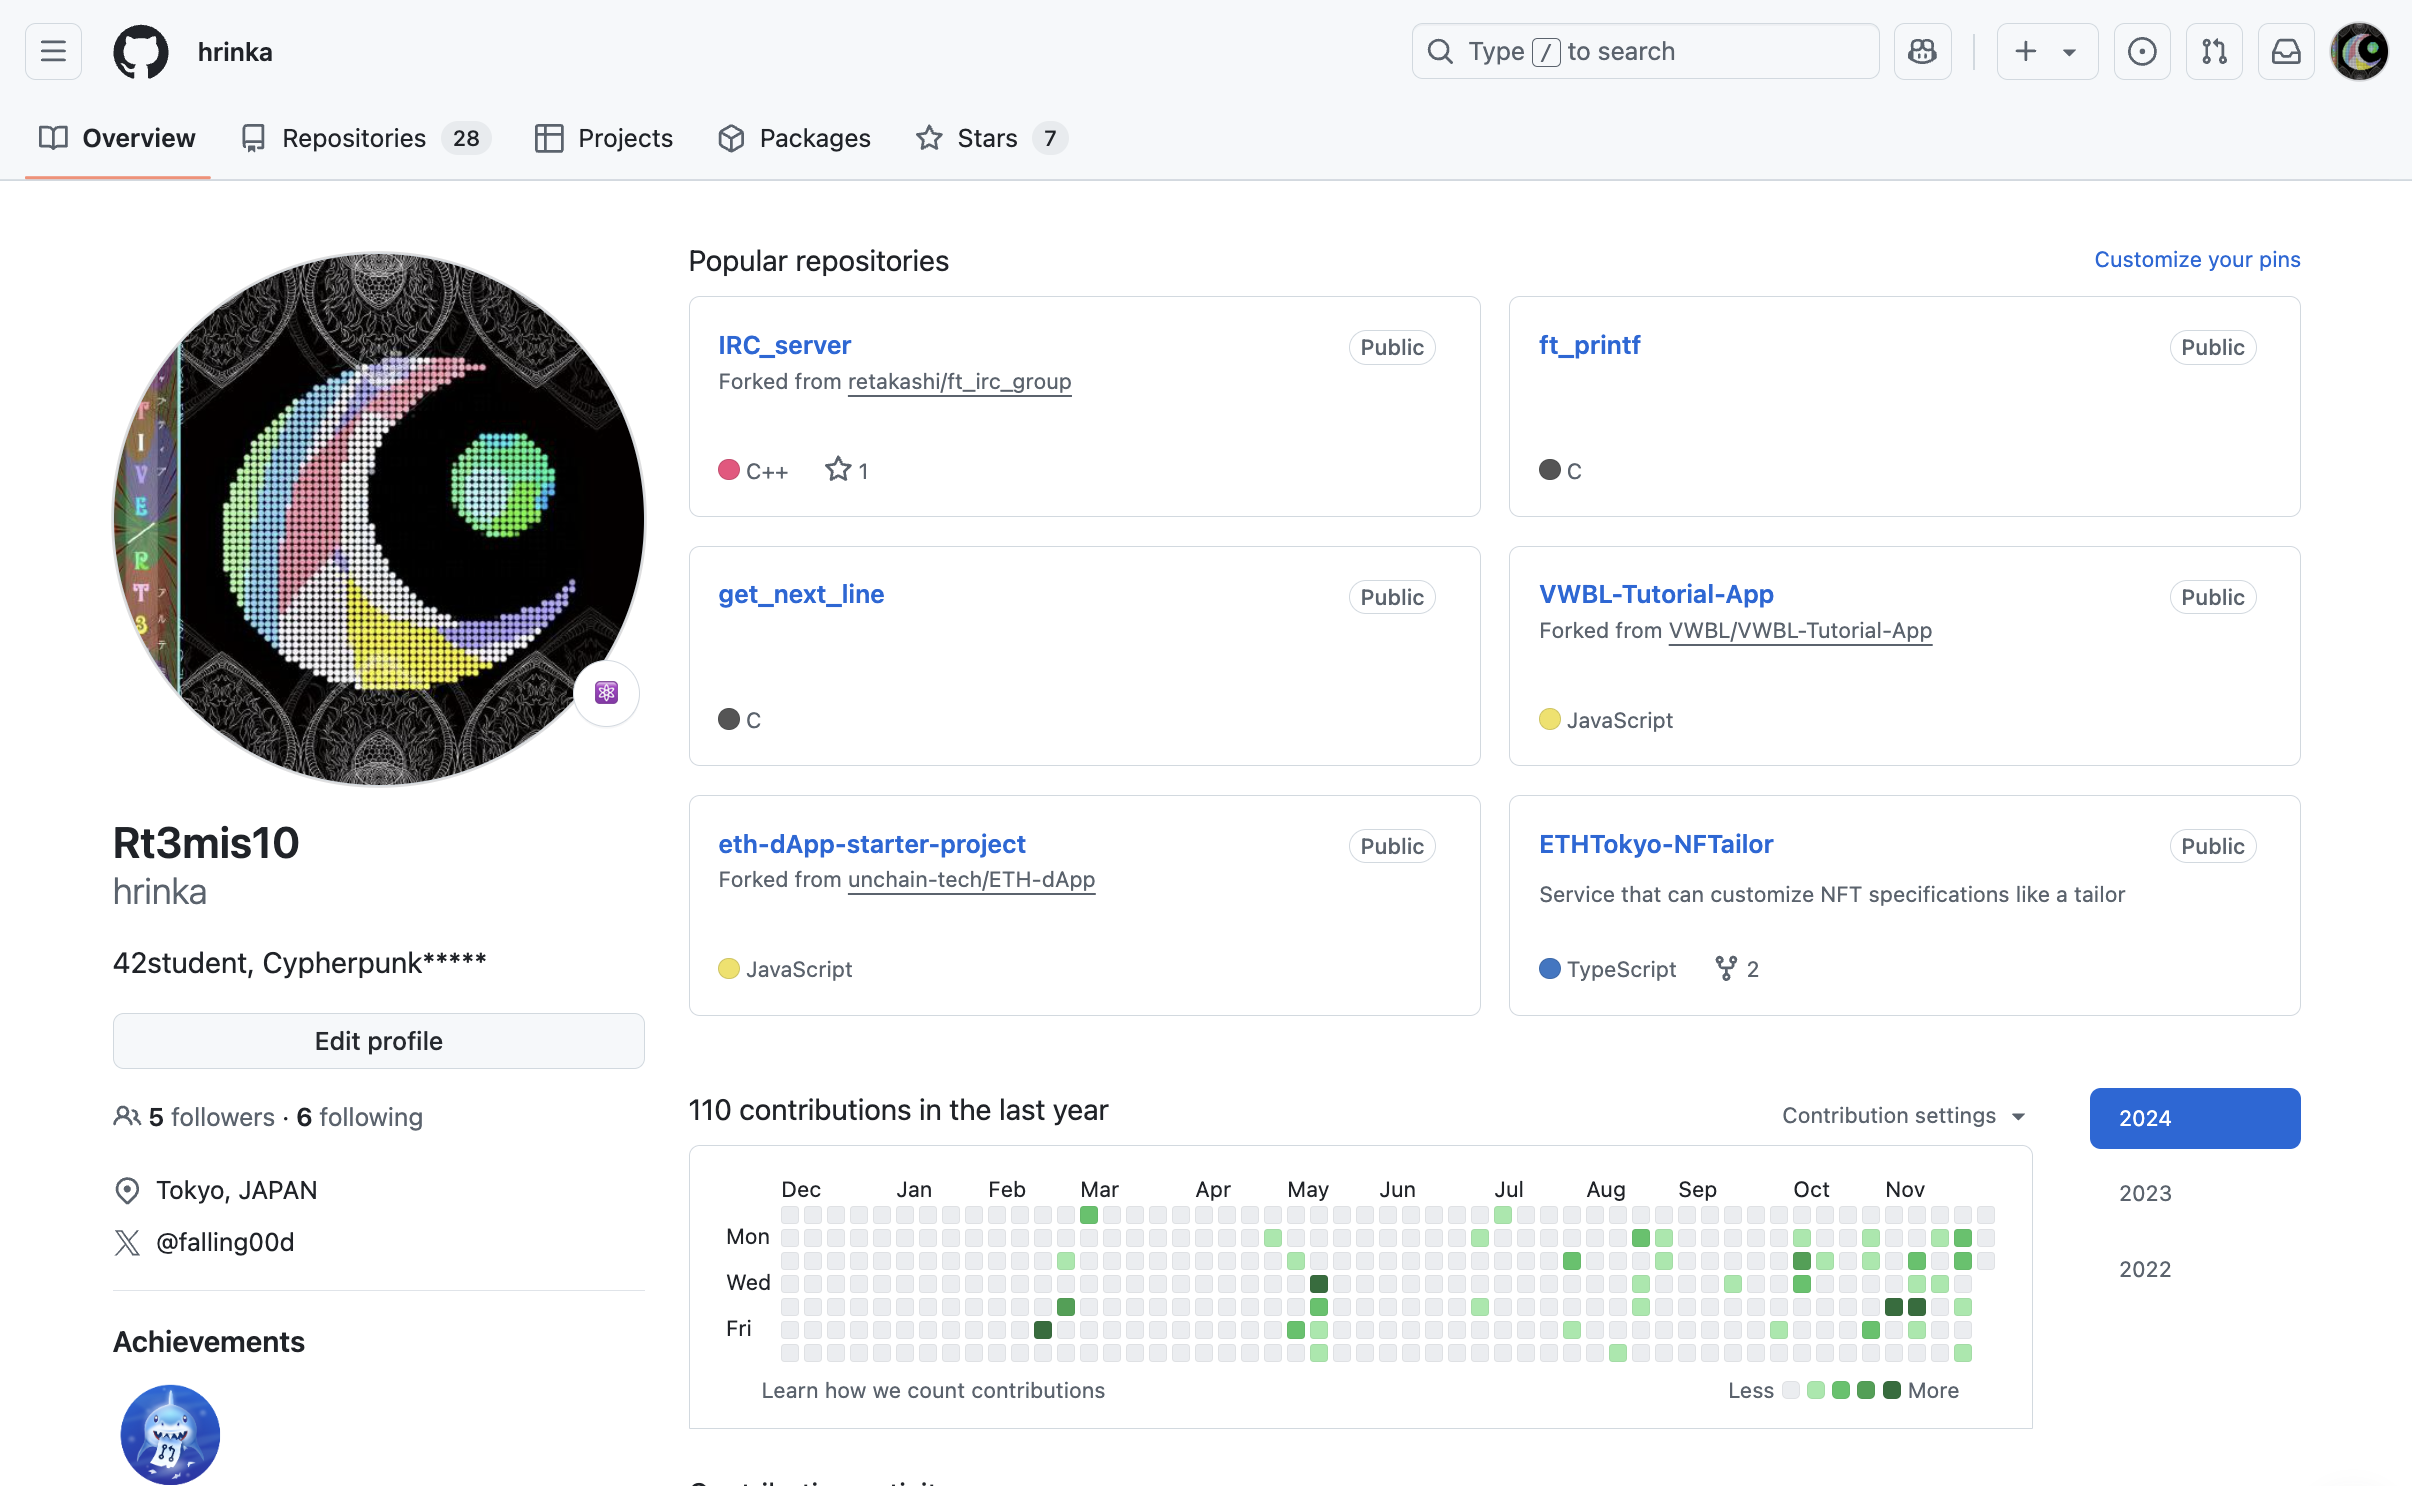 hrinka
Type / to search
Overview
Repositories 28
Projects
Packages
Stars 7
T
I
V
E
/
R
T
3
Rt3mis10
hrinka
42student, Cypherpunk*****
Edit profile
5 followers · 6 following
Tokyo, JAPAN
@falling00d
Achievements
Popular repositories
Customize your pins
IRC_server
Public
Forked from retakashi/ft_irc_group
C++
1
ft_printf
Public
C
get_next_line
Public
C
VWBL-Tutorial-App
Public
Forked from VWBL/VWBL-Tutorial-App
JavaScript
eth-dApp-starter-project
Public
Forked from unchain-tech/ETH-dApp
JavaScript
ETHTokyo-NFTailor
Public
Service that can customize NFT specifications like a tailor
TypeScript
2
110 contributions in the last year
Contribution settings
Dec Jan Feb Mar Apr May Jun Jul Aug Sep Oct Nov
Mon
Wed
Fri
Learn how we count contributions
Less
More
2024
2023
2022